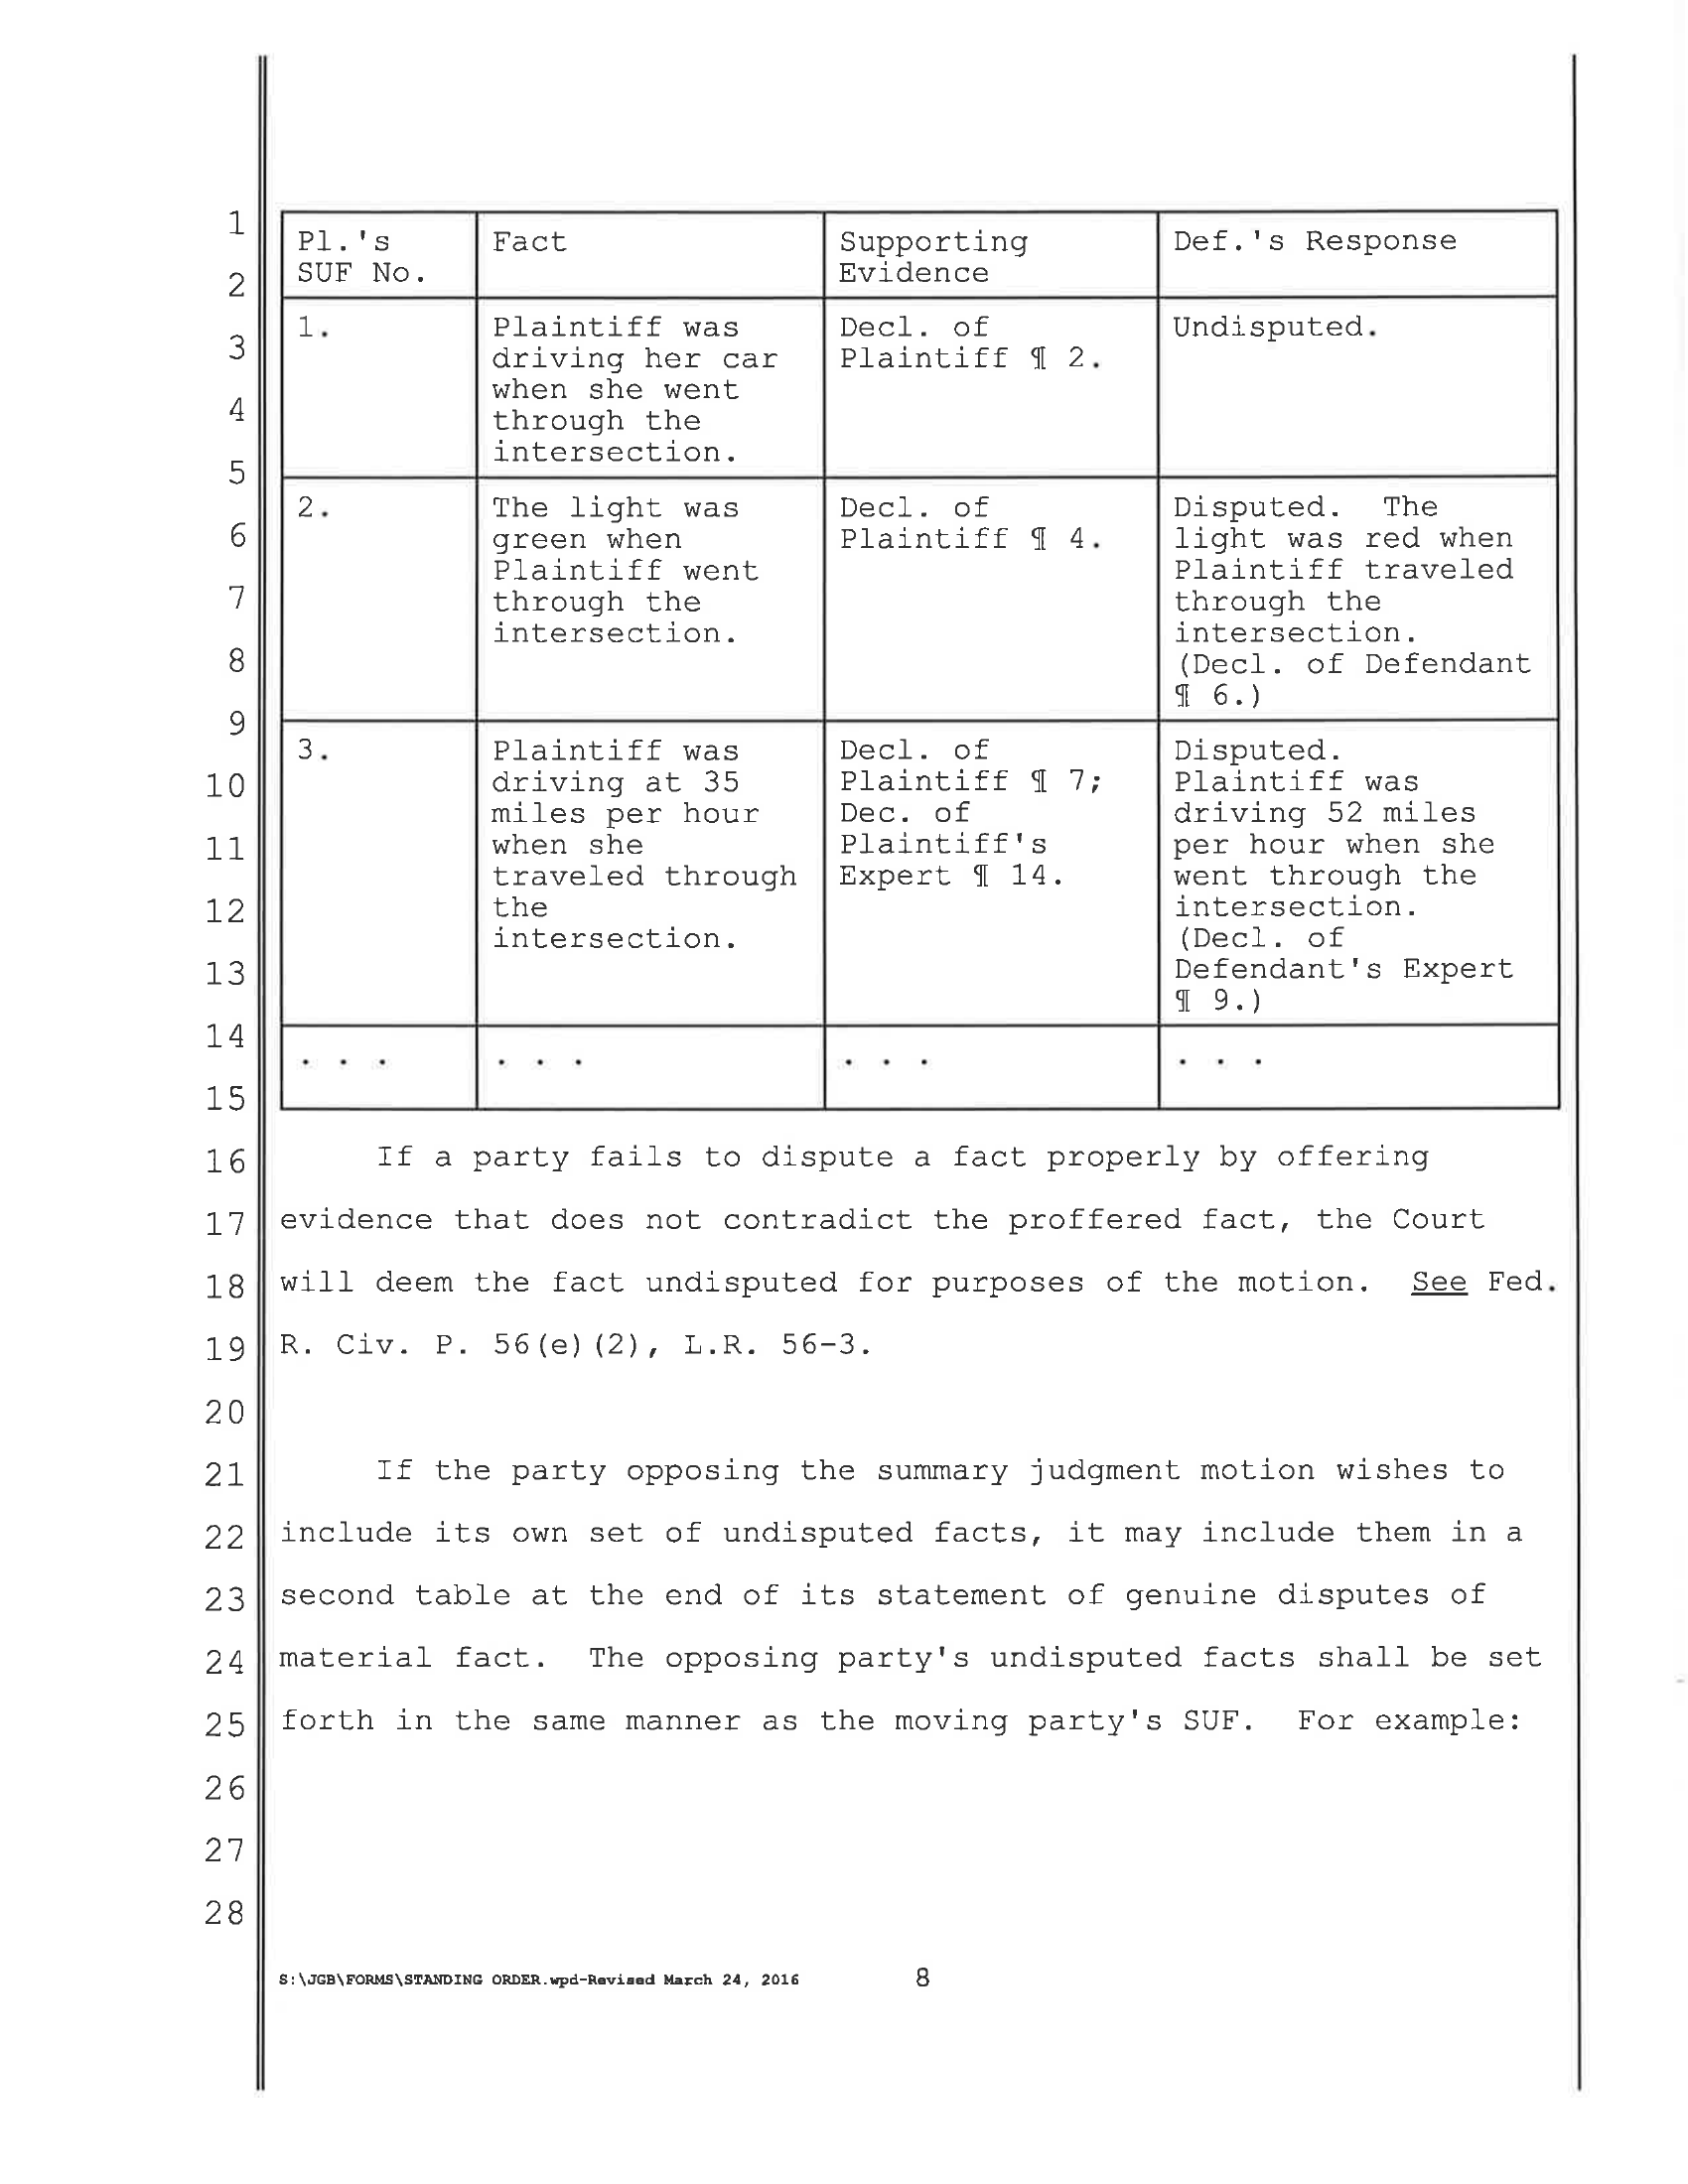 1
2
3
4
5
6
7
8
9
10
11
12
13
14
15
16
17
18
19
20
21
22
23
24
25
26
27
28
Pl.'s
SUF No.
Fact
Supporting
Evidence
Def.'s Response
1.
Plaintiff was
driving her car
when she went
through the
intersection.
Decl. of
Plaintiff ¶ 2.
Undisputed.
2.
The light was
green when
Plaintiff went
through the
intersection.
Decl. of
Plaintiff ¶ 4.
Disputed.  The
light was red when
Plaintiff traveled
through the
intersection.
(Decl. of Defendant
¶ 6.)
3.
Plaintiff was
driving at 35
miles per hour
when she
traveled through
the
intersection.
Decl. of
Plaintiff ¶ 7;
Dec. of
Plaintiff's
Expert ¶ 14.
Disputed.
Plaintiff was
driving 52 miles
per hour when she
went through the
intersection.
(Decl. of
Defendant's Expert
¶ 9.)
. . .
. . .
. . .
. . .
If a party fails to dispute a fact properly by offering
evidence that does not contradict the proffered fact, the Court
will deem the fact undisputed for purposes of the motion.  See Fed.
R. Civ. P. 56(e)(2), L.R. 56-3.
If the party opposing the summary judgment motion wishes to
include its own set of undisputed facts, it may include them in a
second table at the end of its statement of genuine disputes of
material fact.  The opposing party's undisputed facts shall be set
forth in the same manner as the moving party's SUF.  For example:
S:\JGB\FORMS\STANDING ORDER.wpd-Revised March 24, 2016
8